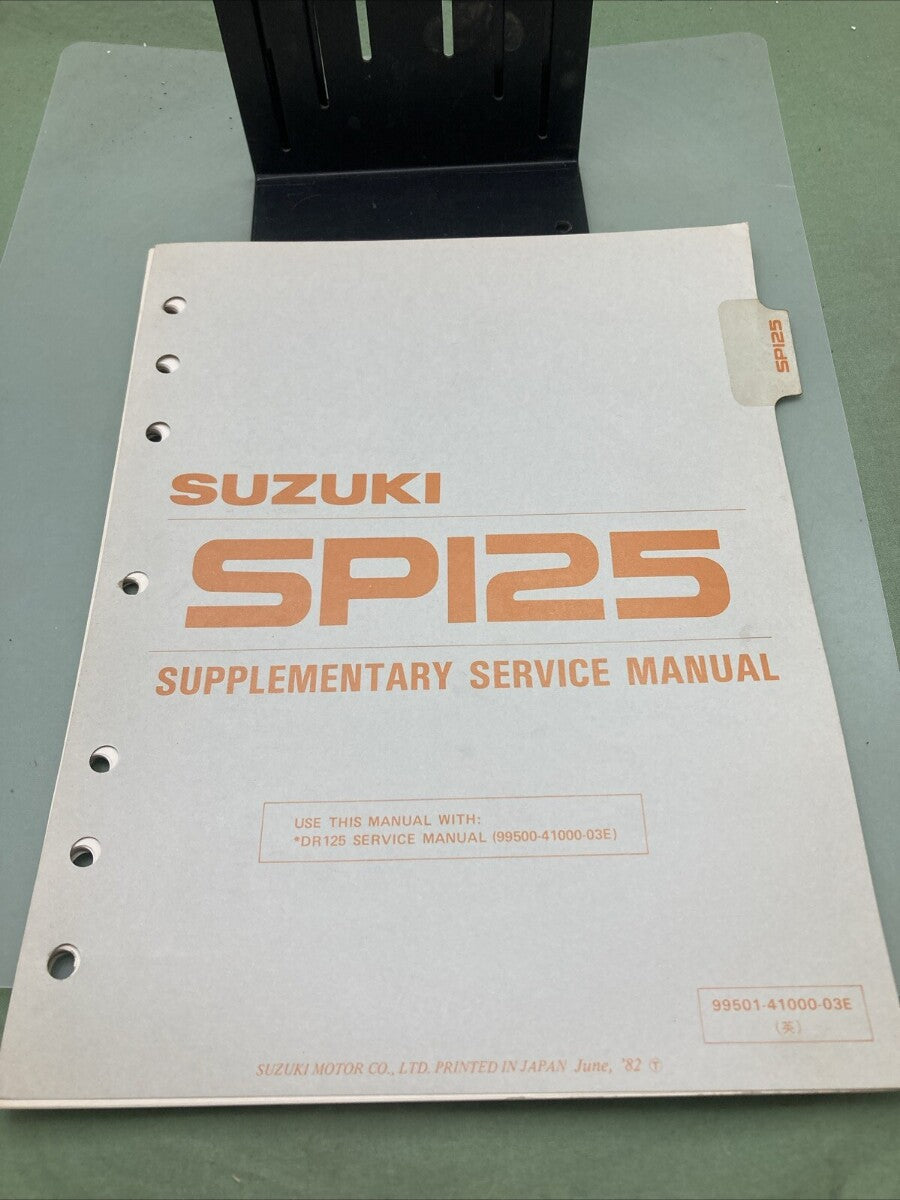 SP125
SUZUKI
SP125
SUPPLEMENTARY SERVICE MANUAL
USE THIS MANUAL WITH:
*DR125 SERVICE MANUAL (99500-41000-03E)
99501-41000-03E
(英)
SUZUKI MOTOR CO., LTD. PRINTED IN JAPAN June, '82 Ⓣ